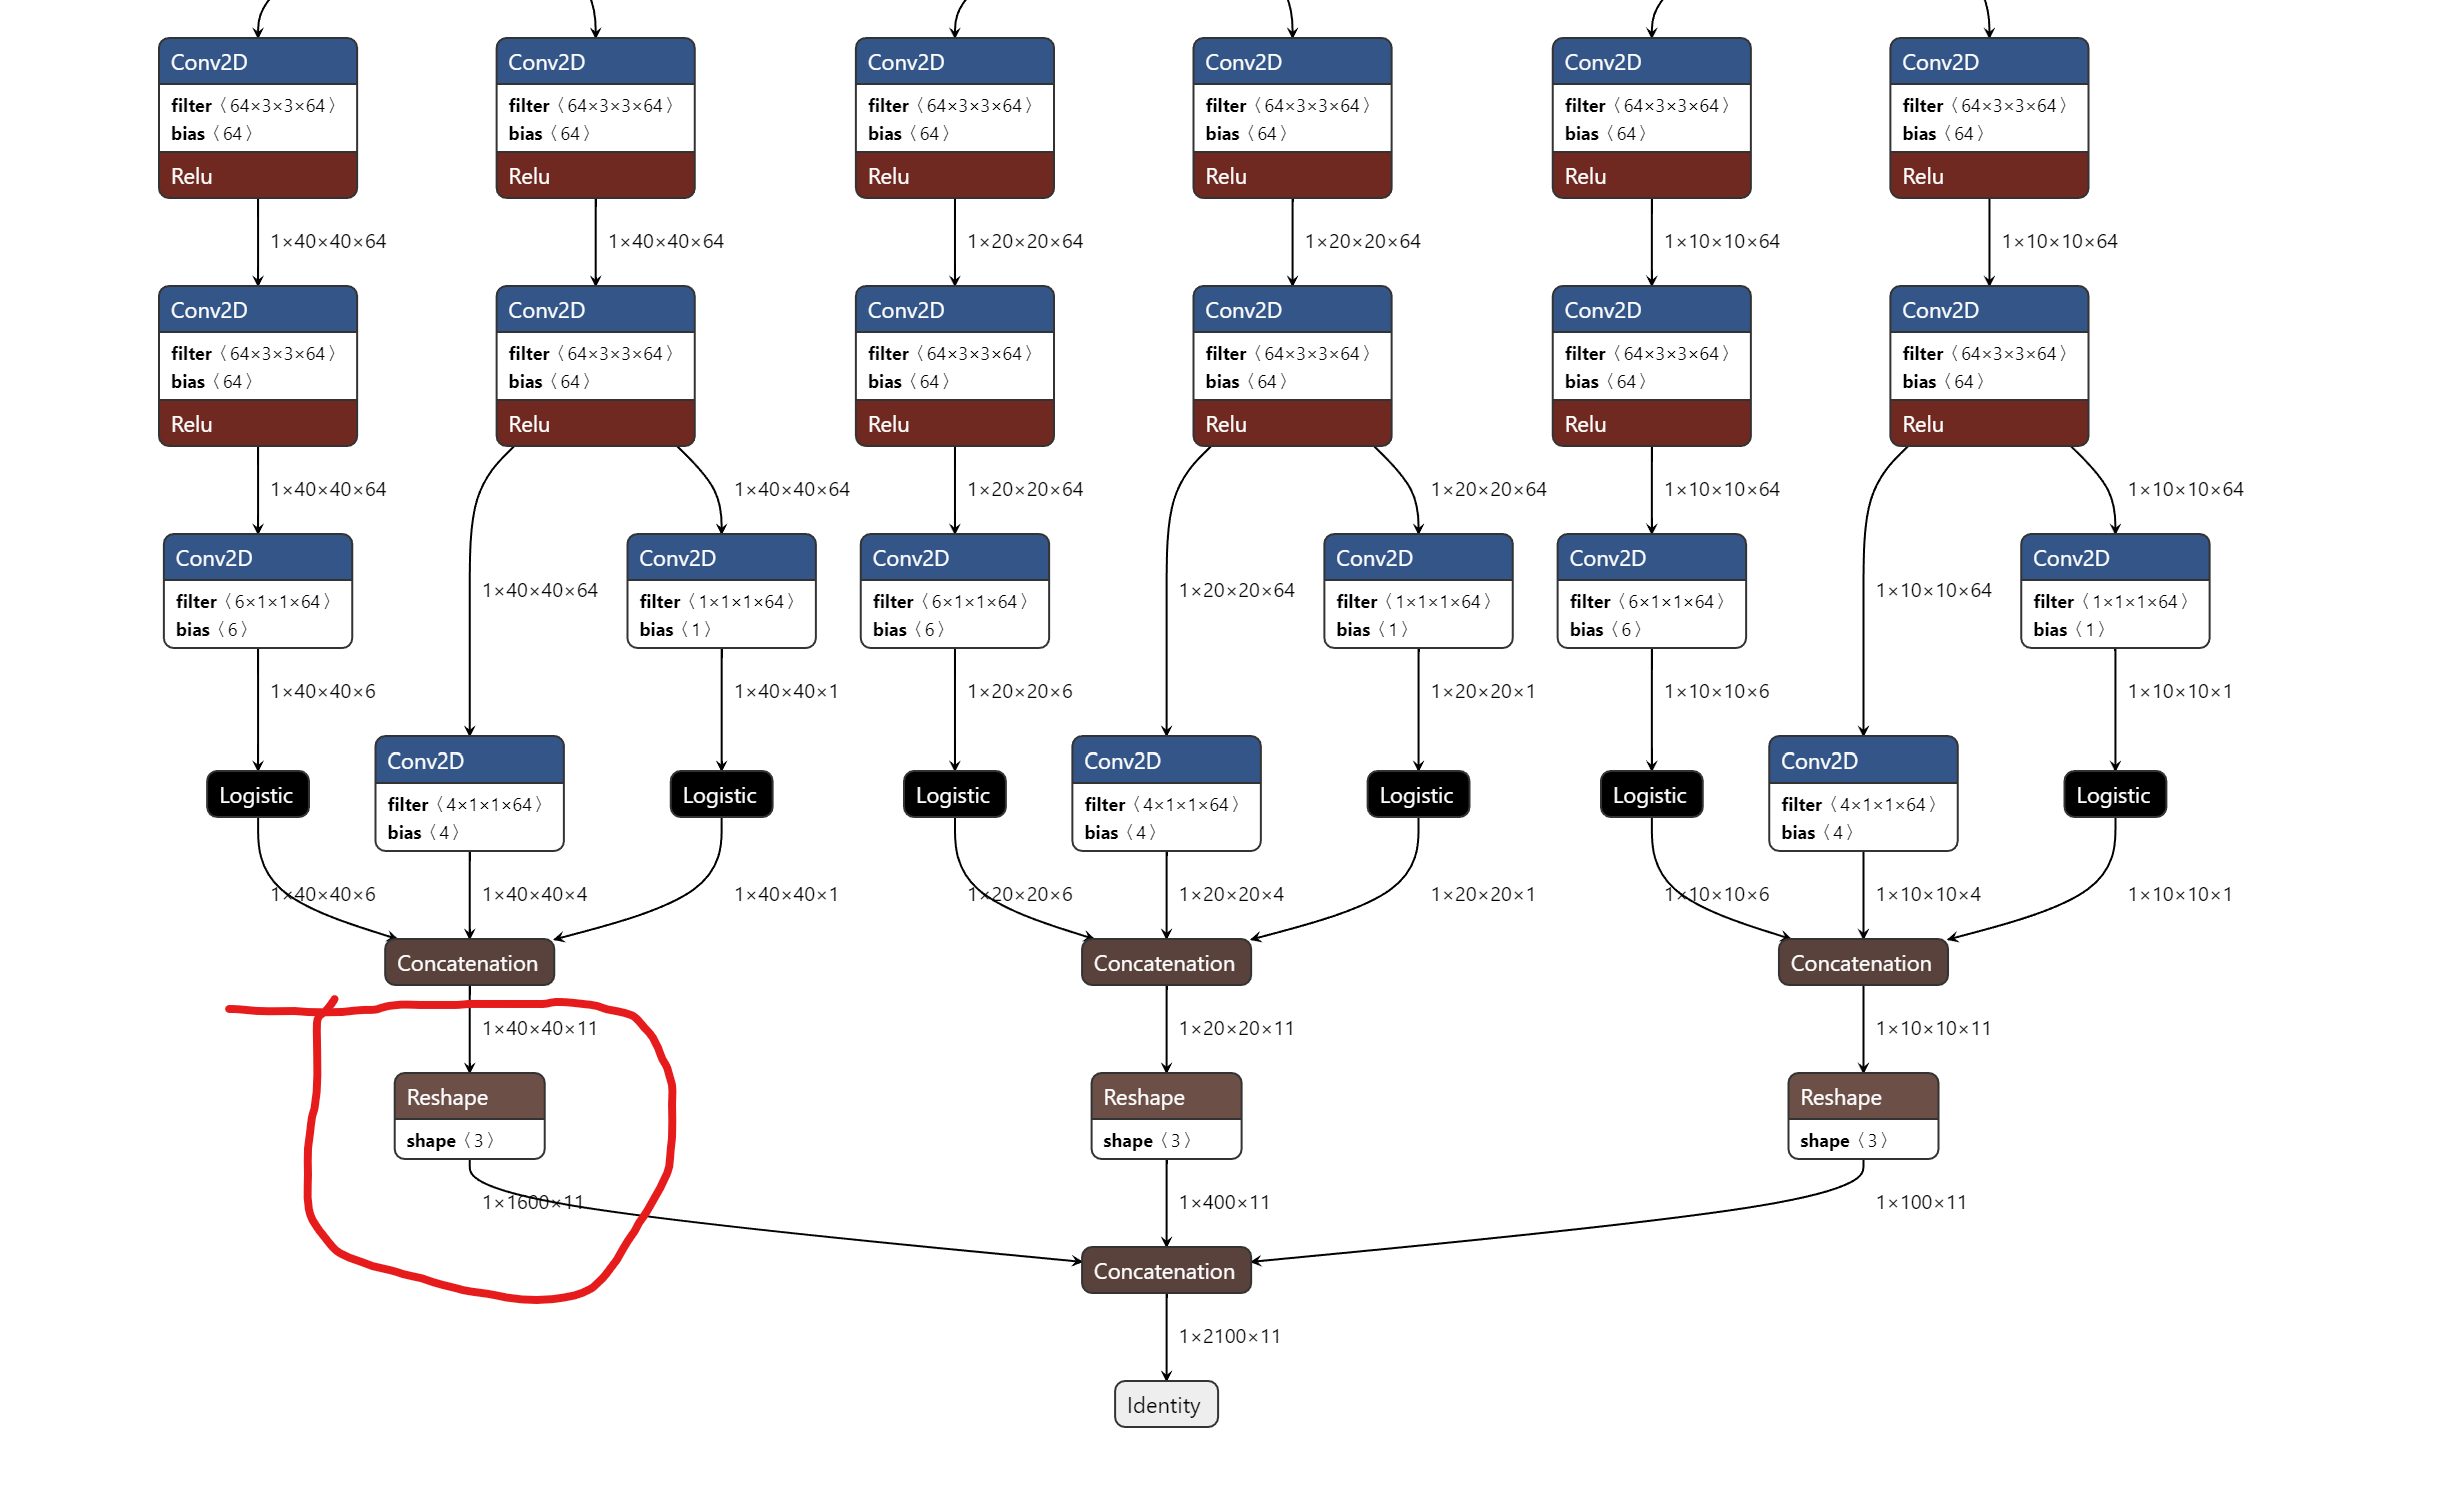 Conv2D Conv2D Conv2D Conv2D Conv2D Conv2D
filter〈64×3×3×64〉 filter〈64×3×3×64〉 filter〈64×3×3×64〉 filter〈64×3×3×64〉 filter〈64×3×3×64〉 filter〈64×3×3×64〉
bias〈64〉 bias〈64〉 bias〈64〉 bias〈64〉 bias〈64〉 bias〈64〉
Relu Relu Relu Relu Relu Relu
1×40×40×64 1×40×40×64 1×20×20×64 1×20×20×64 1×10×10×64 1×10×10×64
Conv2D Conv2D Conv2D Conv2D Conv2D Conv2D
filter〈64×3×3×64〉 filter〈64×3×3×64〉 filter〈64×3×3×64〉 filter〈64×3×3×64〉 filter〈64×3×3×64〉 filter〈64×3×3×64〉
bias〈64〉 bias〈64〉 bias〈64〉 bias〈64〉 bias〈64〉 bias〈64〉
Relu Relu Relu Relu Relu Relu
1×40×40×64 1×40×40×64 1×20×20×64 1×20×20×64 1×10×10×64 1×10×10×64
Conv2D Conv2D Conv2D Conv2D Conv2D Conv2D
1×40×40×64 1×20×20×64 1×10×10×64
filter〈6×1×1×64〉 filter〈1×1×1×64〉 filter〈6×1×1×64〉 filter〈1×1×1×64〉 filter〈6×1×1×64〉 filter〈1×1×1×64〉
bias〈6〉 bias〈1〉 bias〈6〉 bias〈1〉 bias〈6〉 bias〈1〉
1×40×40×6 1×40×40×1 1×20×20×6 1×20×20×1 1×10×10×6 1×10×10×1
Conv2D Conv2D Conv2D
Logistic Logistic Logistic Logistic Logistic Logistic
filter〈4×1×1×64〉 filter〈4×1×1×64〉 filter〈4×1×1×64〉
bias〈4〉 bias〈4〉 bias〈4〉
1×40×40×6 1×40×40×4 1×40×40×1 1×20×20×6 1×20×20×4 1×20×20×1 1×10×10×6 1×10×10×4 1×10×10×1
Concatenation Concatenation Concatenation
1×40×40×11 1×20×20×11 1×10×10×11
Reshape Reshape Reshape
shape〈3〉 shape〈3〉 shape〈3〉
1×1600×11 1×400×11 1×100×11
Concatenation
1×2100×11
Identity